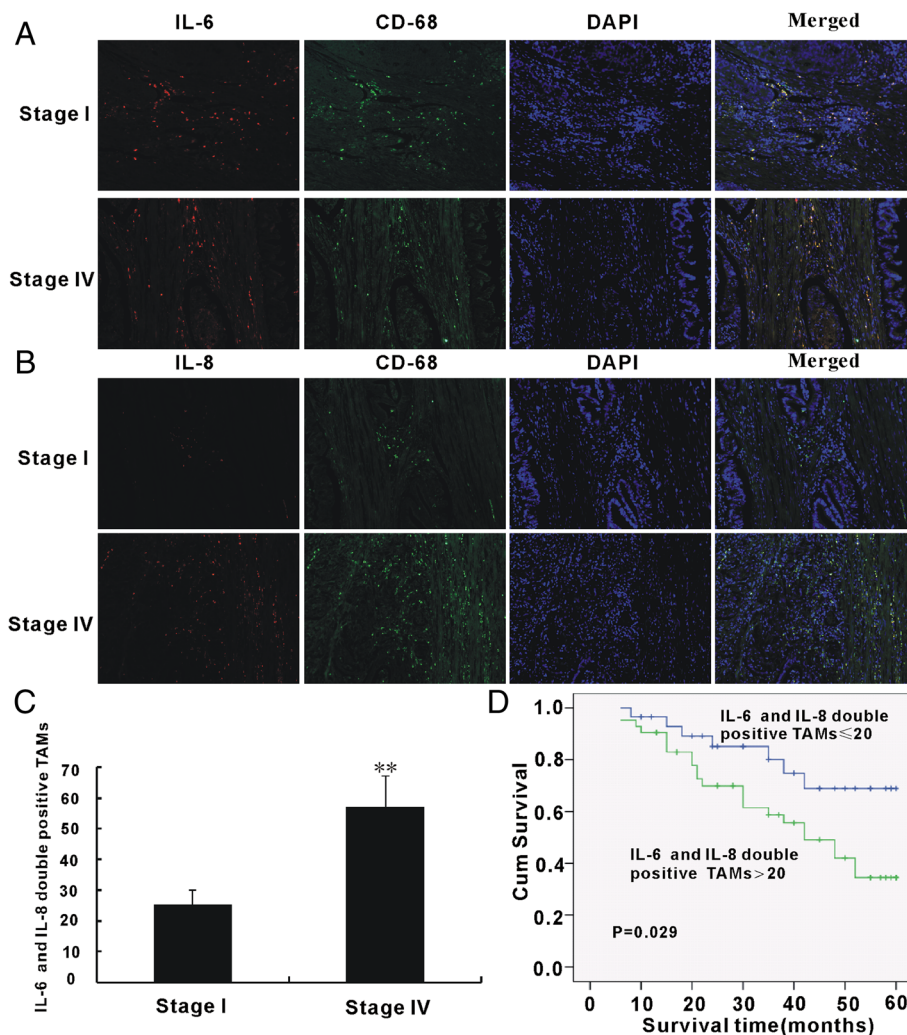 A
IL-6 CD-68 DAPI Merged
Stage I
Stage IV
B
IL-8 CD-68 DAPI Merged
Stage I
Stage IV
C
IL-6 and IL-8 double positive TAMs
70
60
50
40
30
20
10
0
**
Stage I Stage IV
D
Cum Survival
1.0
0.8
0.6
0.4
0.2
0.0
IL-6 and IL-8 double
positive TAMs≤20
IL-6 and IL-8 double
positive TAMs>20
P=0.029
0 10 20 30 40 50 60
Survival time(months)